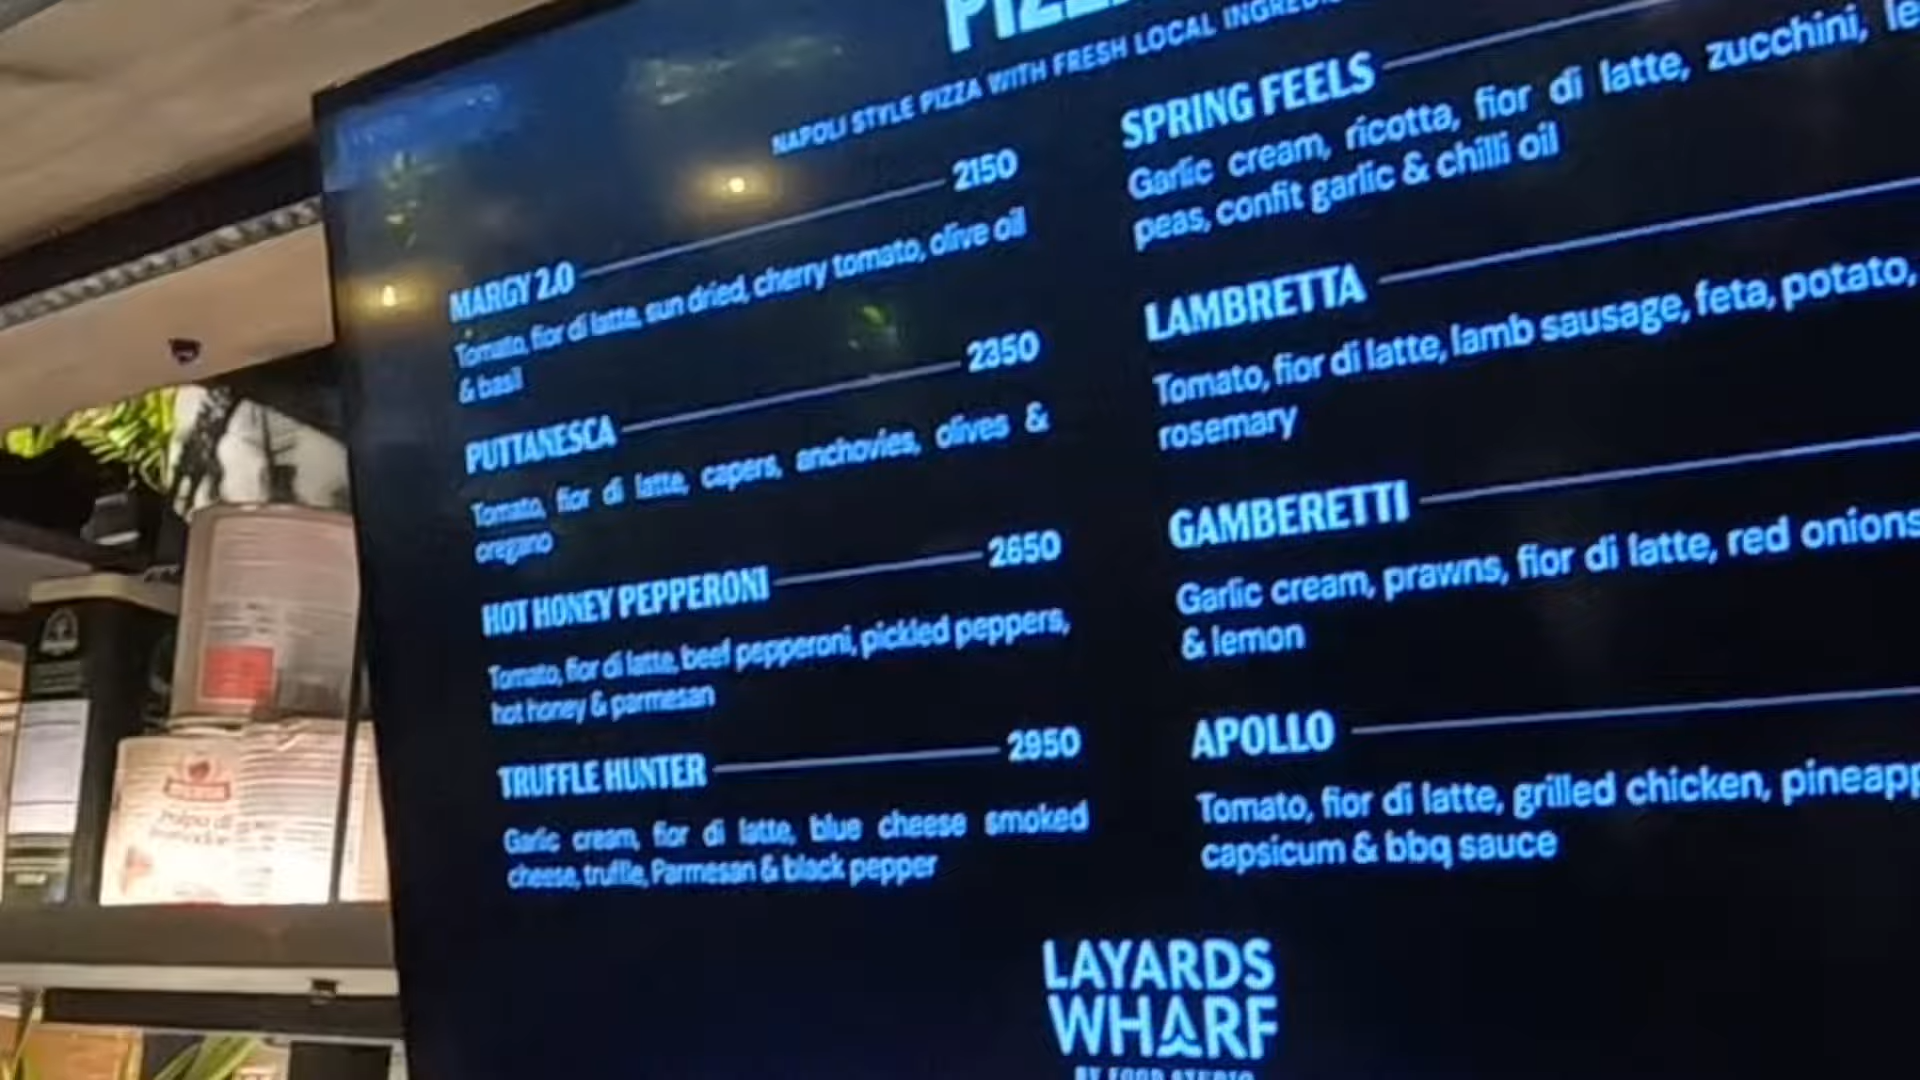 NAPOLI STYLE PIZZA WITH FRESH LOCAL
MARGY 2.0 2150
Tomato, fior di latte, sun dried, cherry tomato, olive oil
& basil
PUTTANESCA 2350
Tomato, fior di latte, capers, anchovies, olives &
oregano
HOT HONEY PEPPERONI 2650
Tomato, fior di latte, beef pepperoni, pickled peppers,
hot honey & parmesan
TRUFFLE HUNTER 2950
Garlic cream, fior di latte, blue cheese smoked
cheese, truffle, Parmesan & black pepper
SPRING FEELS
Garlic cream, ricotta, fior di latte, zucchini,
peas, confit garlic & chilli oil
LAMBRETTA
Tomato, fior di latte, lamb sausage, feta, potato,
rosemary
GAMBERETTI
Garlic cream, prawns, fior di latte, red onions
& lemon
APOLLO
Tomato, fior di latte, grilled chicken,
capsicum & bbq sauce
LAYARDS
WHARF
BY FOOD STUDIO